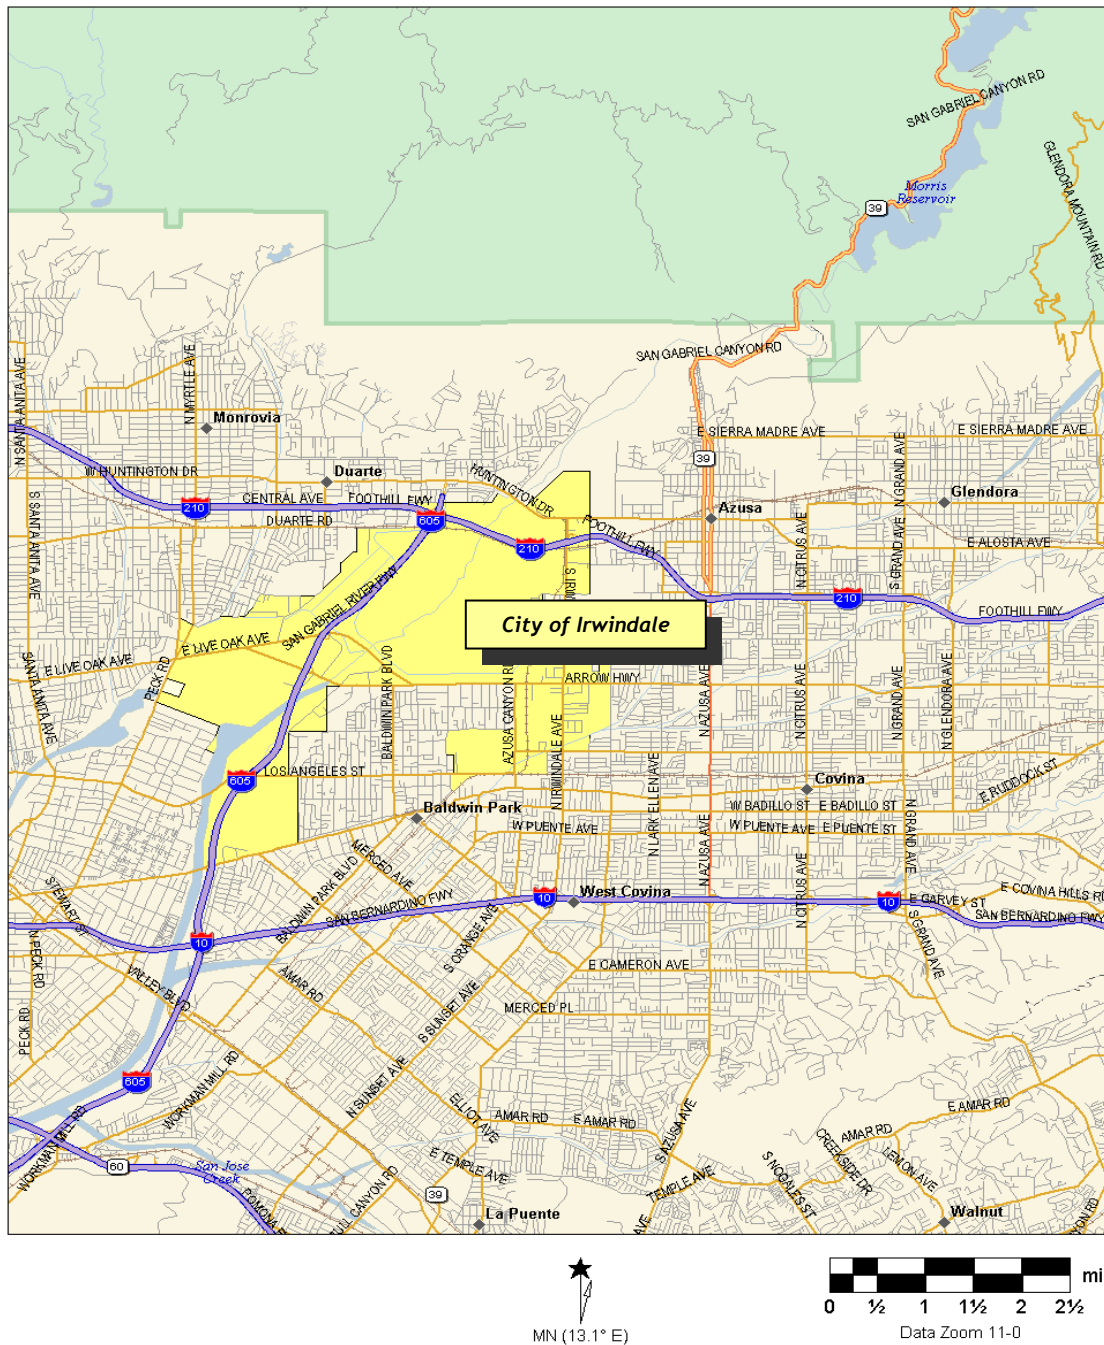 SAN GABRIEL CANYON RD
GLENDORA MOUNTAIN RD
Morris
Reservoir
39
SAN GABRIEL CANYON RD
N SANTA ANITA AVE
N MYRTLE AVE
Monrovia
E SIERRA MADRE AVE
E SIERRA MADRE AVE
39
W HUNTINGTON DR
Duarte
HUNTINGTON DR
N GRAND AVE
Glendora
S SANTA ANITA AVE
CENTRAL AVE
FOOTHILL FWY
210
DUARTE RD
605
Azusa
FOOTHILL FWY
210
N CITRUS AVE
S GRAND AVE
E ALOSTA AVE
SAN GABRIEL RIVER FWY
210
FOOTHILL FWY
City of Irwindale
E LIVE OAK AVE
E LIVE OAK AVE
SANTA ANITA AVE
PECK RD
BALDWIN PARK BLVD
ARROW HWY
AZUSA CANYON
N IRWINDALE AVE
N AZUSA AVE
N CITRUS AVE
N GRAND AVE
N GLENDORA AVE
605
LOS ANGELES ST
N LARK ELLEN AVE
Covina
E RUDDOCK ST
Baldwin Park
W BADILLO ST
E BADILLO ST
W PUENTE AVE
W PUENTE AVE
E PUENTE ST
N AZUSA AVE
N CITRUS AVE
N GRAND AVE
MERCED AVE
BALDWIN PARK BLVD
STEWART ST
SAN BERNARDINO FWY
10
West Covina
10
E GARVEY ST
E COVINA HILLS RD
SAN BERNARDINO FWY
S GRAND AVE
N PECK RD
10
S ORANGE AVE
VALLEY BLVD
AMAR RD
E CAMERON AVE
MERCED PL
S SUNSET AVE
PECK RD
605
WORKMAN MILL RD
N SUNSET AVE
ELLIOT AVE
AMAR RD
E AMAR RD
S AZUSA AVE
E AMAR RD
AMAR RD
WORKMAN MILL RD
60
San Jose
Creek
E TEMPLE AVE
TEMPLE AVE
S NOGALES ST
CREEKSIDE DR
LEMON AVE
39
La Puente
Walnut
MN (13.1° E)
mi
0 ½ 1 1½ 2 2½
Data Zoom 11-0